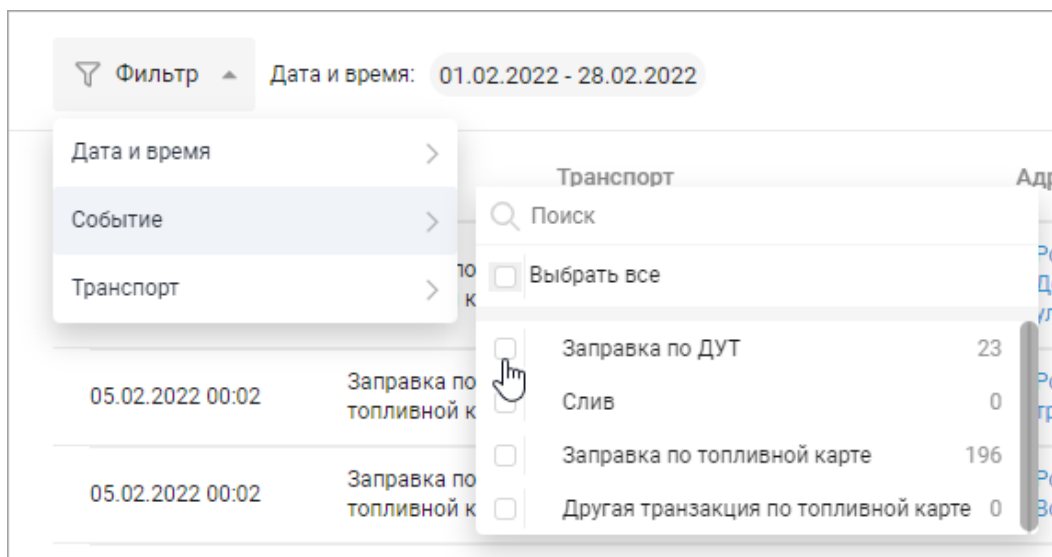 Фильтр Дата и время: 01.02.2022 - 28.02.2022
Дата и время
Транспорт
Событие
Поиск
Выбрать все
Транспорт
Заправка по ДУТ 23
05.02.2022 00:02
Заправка по
топливной к
Слив 0
Заправка по топливной карте 196
05.02.2022 00:02
Заправка по
топливной к
Другая транзакция по топливной карте 0